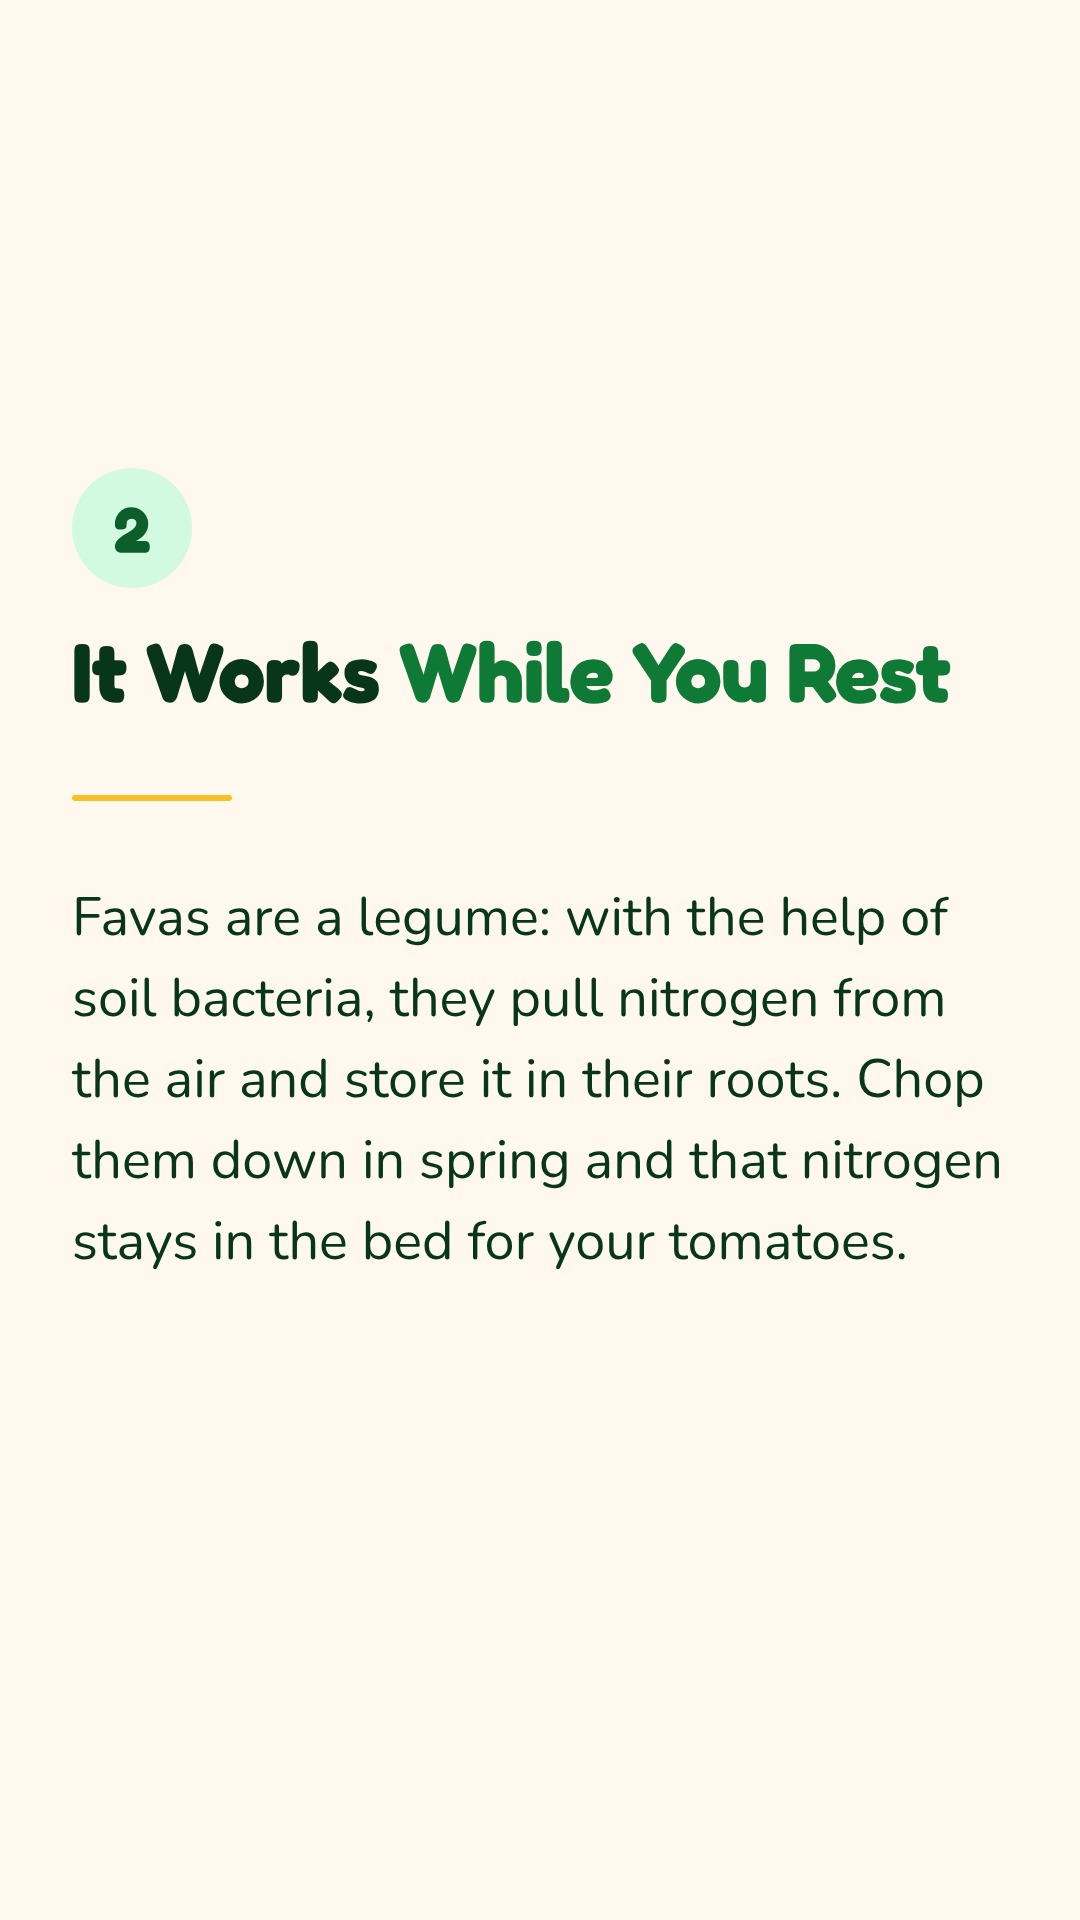 2
It Works While You Rest
Favas are a legume: with the help of
soil bacteria, they pull nitrogen from
the air and store it in their roots. Chop
them down in spring and that nitrogen
stays in the bed for your tomatoes.